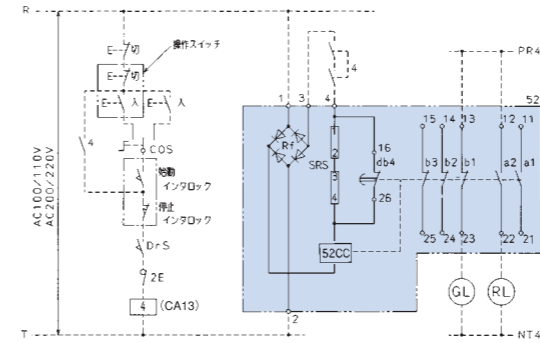 R
E 切 操作スイッチ
E 切
E 入 E 入
4
COS
始動
インタロック
停止
インタロック
DrS
2E
4 (CA13)
T
AC100/110V
AC200/220V
4
1 3 4
Rf
SRS
1
2
3
4
16
db4
26
52CC
2
PR4
52
15 14 13 12 11
b3 b2 b1 a2 a1
25 24 23 22 21
GL RL
NT4